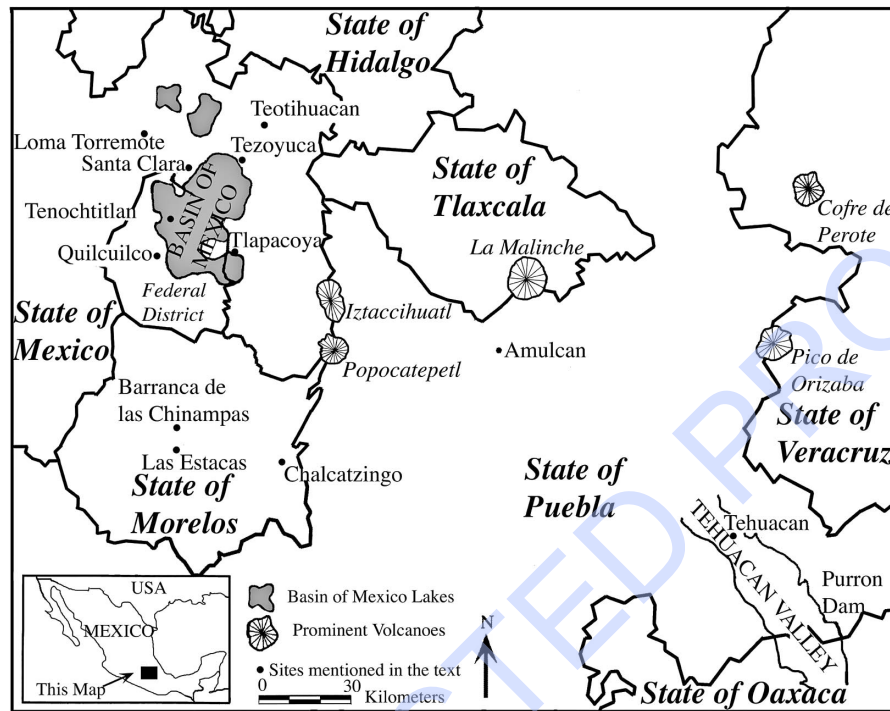 State of
Hidalgo
Teotihuacan
Loma Torremote
Tezoyuca
Santa Clara
State of
Tlaxcala
BASIN OF
MEXICO
Tenochtitlan
Cofre de
Perote
Quilcuilco
Tlapacoya
La Malinche
Federal
District
State of
Mexico
Iztaccihuatl
Popocatepetl
Amulcan
Pico de
Orizaba
Barranca de
las Chinampas
State of
Veracruz
Las Estacas
Chalcatzingo
State of
Morelos
State of
Puebla
Tehuacan
TEHUACAN VALLEY
Purron
Dam
USA
MEXICO
This Map
Basin of Mexico Lakes
Prominent Volcanoes
Sites mentioned in the text
0 30
Kilometers
N
State of Oaxaca
STED PRO